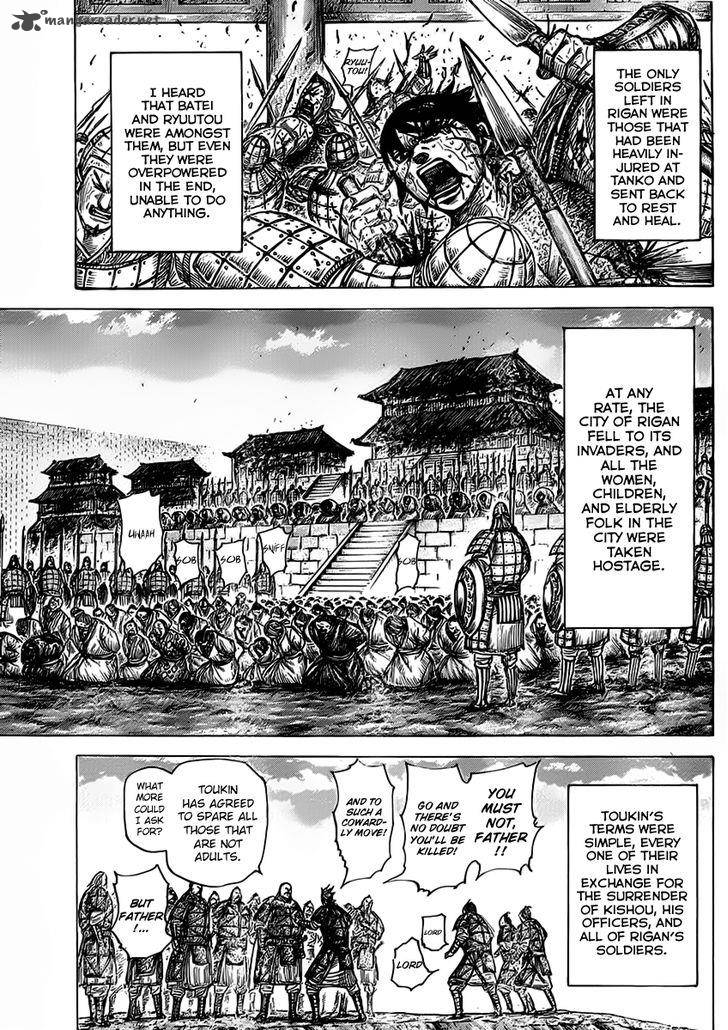 mangareader.net
THE ONLY
SOLDIERS
LEFT IN
RIGAN WERE
THOSE THAT
HAD BEEN
HEAVILY IN-
JURED AT
TANKO AND
SENT BACK
TO REST
AND HEAL.
RYUU-
TOU!
I HEARD
THAT BATEI
AND RYUUTOU
WERE AMONGST
THEM, BUT EVEN
THEY WERE
OVERPOWERED
IN THE END,
UNABLE TO DO
ANYTHING.
AT ANY
RATE, THE
CITY OF RIGAN
FELL TO ITS
INVADERS, AND
ALL THE
WOMEN,
CHILDREN,
AND ELDERLY
FOLK IN THE
CITY WERE
TAKEN
HOSTAGE.
SOB
SNIFF
SOB
SOB
UWAAH
TOUKIN'S
TERMS WERE
SIMPLE, EVERY
ONE OF THEIR
LIVES IN
EXCHANGE FOR
THE SURRENDER
OF KISHOU, HIS
OFFICERS, AND
ALL OF RIGAN'S
SOLDIERS.
YOU
MUST
NOT,
FATHER
!!
GO AND
THERE'S
NO DOUBT
YOU'LL BE
KILLED!
AND TO
SUCH A
COWARD-
LY MOVE!
LORD
LORD
TOUKIN
HAS AGREED
TO SPARE ALL
THOSE THAT
ARE NOT
ADULTS.
WHAT
MORE
COULD I
ASK
FOR?
BUT
FATHER
!...